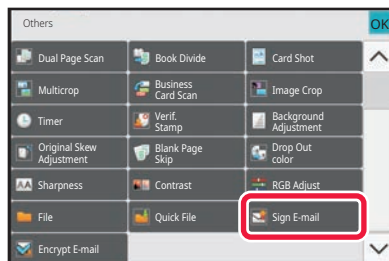 Others
OK
Dual Page Scan
Book Divide
Card Shot
Multicrop
Business
Card Scan
Image Crop
Timer
Verif.
Stamp
Background
Adjustment
Original Skew
Adjustment
Blank Page
Skip
Drop Out
color
AA Sharpness
Contrast
RGB Adjust
File
Quick File
Sign E-mail
Encrypt E-mail